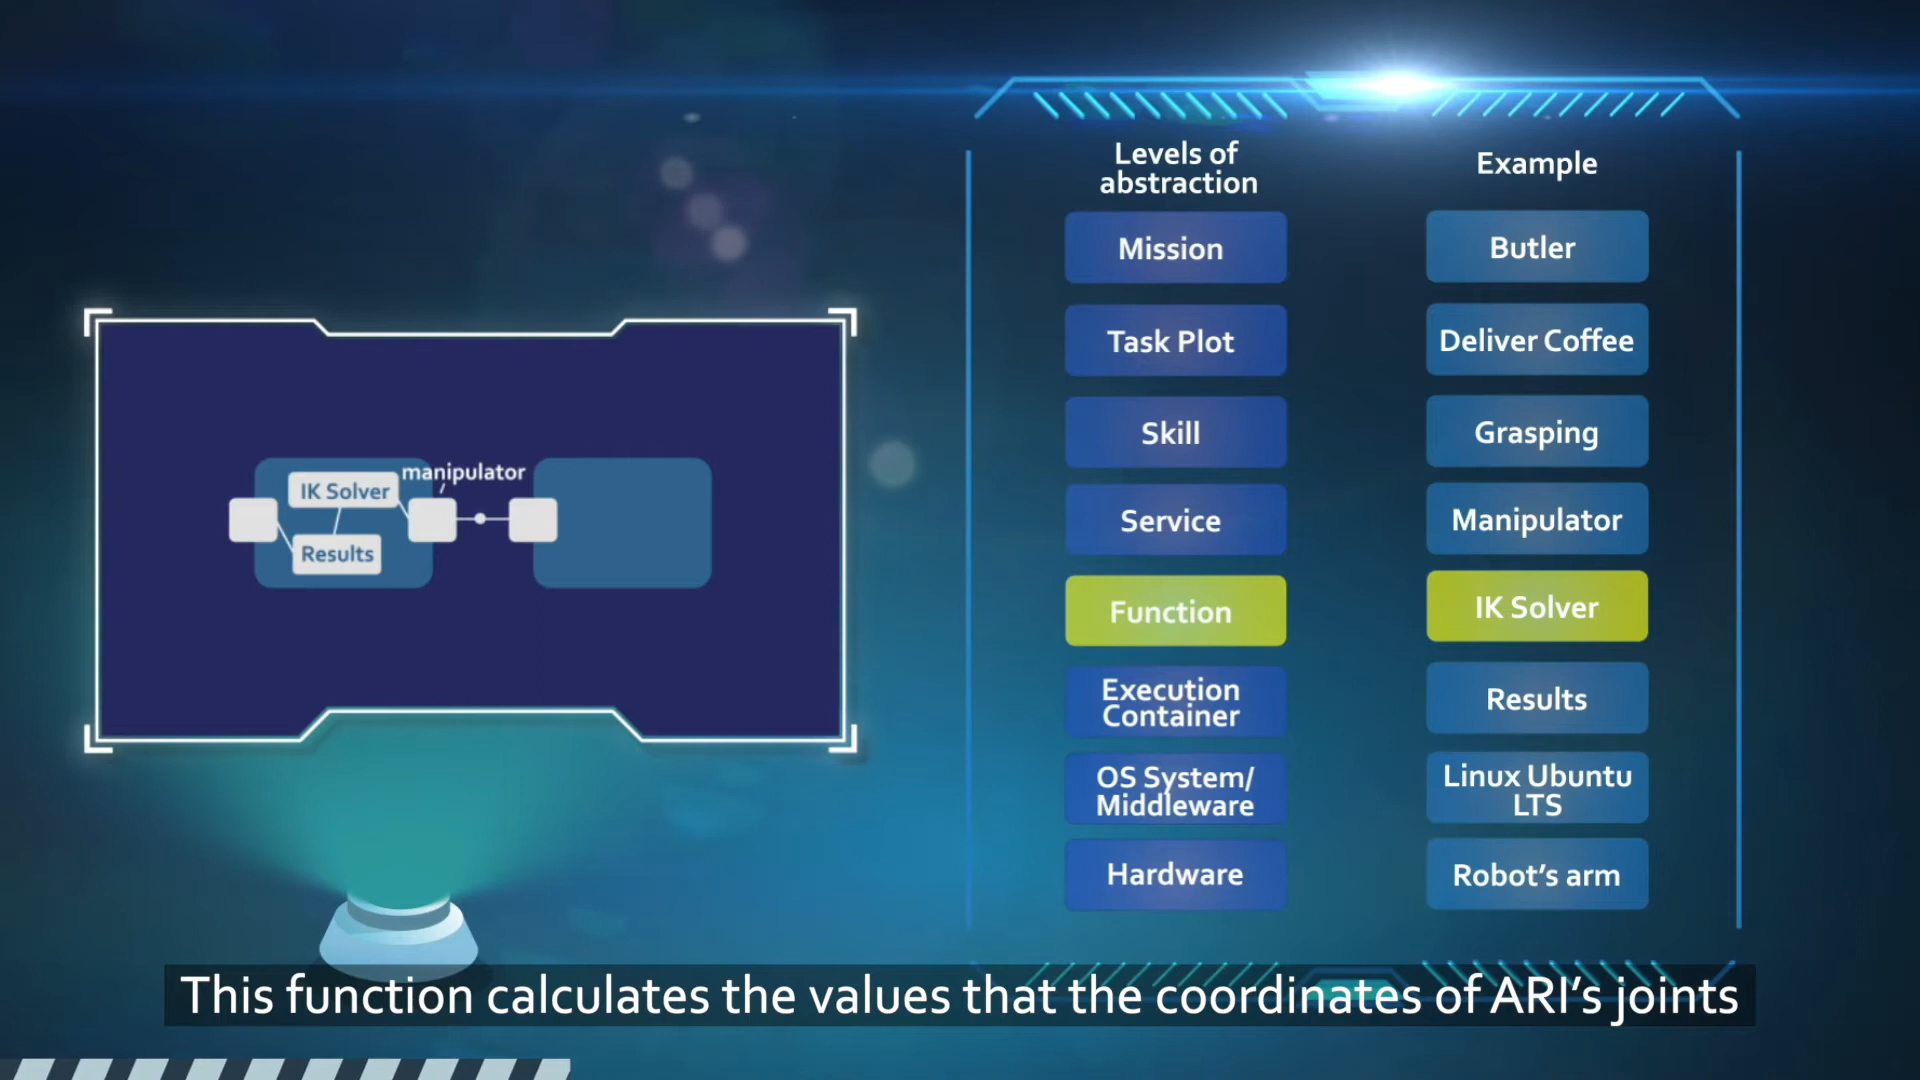 Levels of
abstraction
Example
Mission
Butler
Task Plot
Deliver Coffee
Skill
Grasping
Service
Manipulator
Function
IK Solver
Execution
Container
Results
OS System/
Middleware
Linux Ubuntu
LTS
Hardware
Robot's arm
manipulator
IK Solver
Results
This function calculates the values that the coordinates of ARI's joints